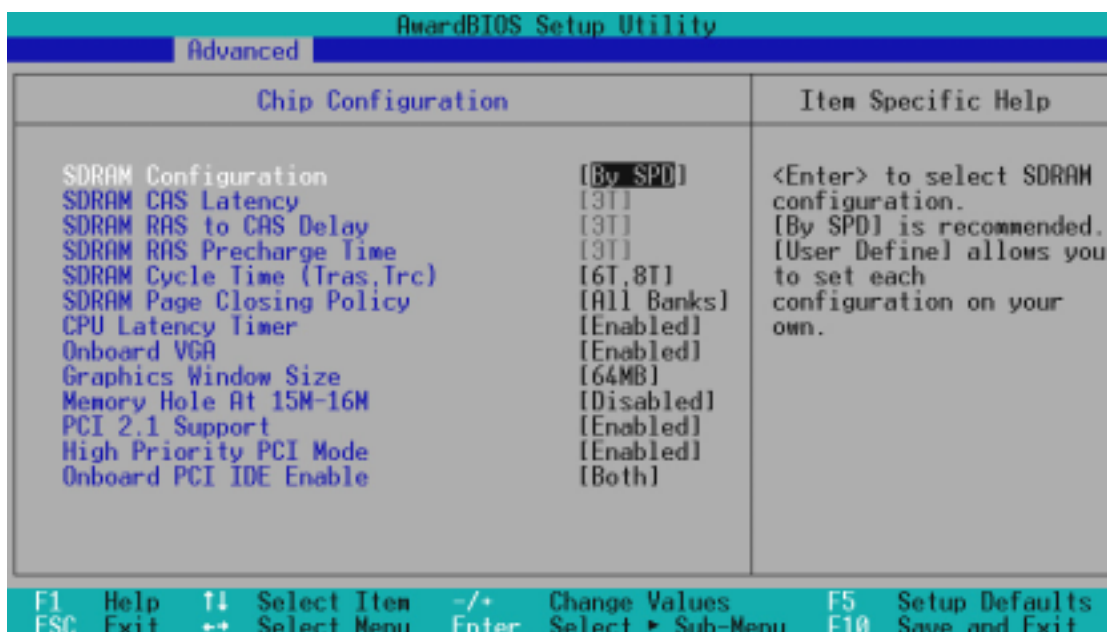 AwardBIOS Setup Utility
Advanced
Chip Configuration
Item Specific Help
SDRAM Configuration [By SPD]
SDRAM CAS Latency [3T]
SDRAM RAS to CAS Delay [3T]
SDRAM RAS Precharge Time [3T]
SDRAM Cycle Time (Tras,Trc) [6T,8T]
SDRAM Page Closing Policy [All Banks]
CPU Latency Timer [Enabled]
Onboard VGA [Enabled]
Graphics Window Size [64MB]
Memory Hole At 15M-16M [Disabled]
PCI 2.1 Support [Enabled]
High Priority PCI Mode [Enabled]
Onboard PCI IDE Enable [Both]
<Enter> to select SDRAM
configuration.
[By SPD] is recommended.
[User Define] allows you
to set each
configuration on your
own.
F1 Help ↑↓ Select Item -/+ Change Values F5 Setup Defaults
ESC Exit ←→ Select Menu Enter Select ► Sub-Menu F10 Save and Exit